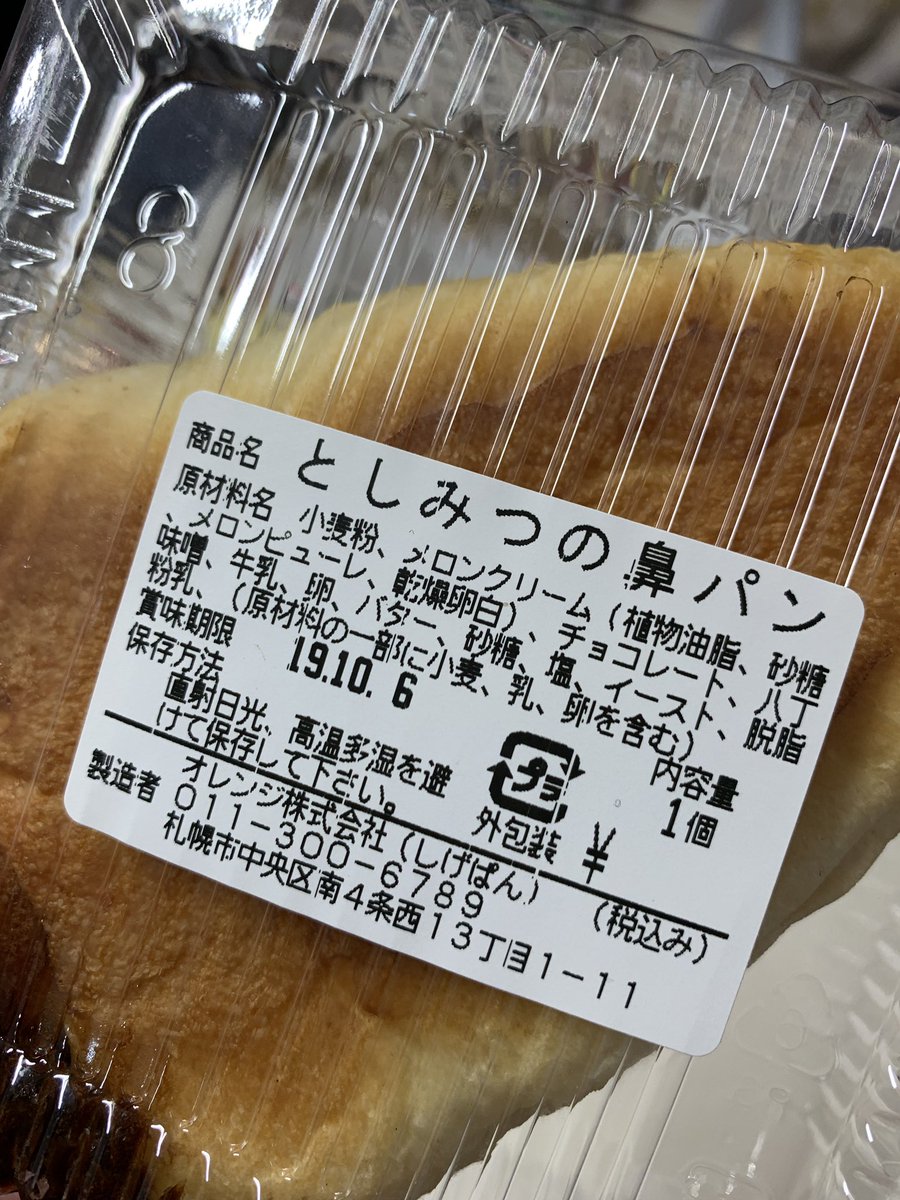 8
商品名 としみつの鼻パン
原材料名 小麦粉、メロンクリーム(植物油脂、砂糖
、メロンピューレ、乾燥卵白)、チョコレート、八丁
味噌、牛乳、卵、バター、砂糖、塩、イースト、脱脂
粉乳、(原材料の一部に小麦、乳、卵を含む)
賞味期限 19.10. 6 内容量
保存方法 1個
直射日光、高温多湿を避
けて保存して下さい。
プラ
外包装
¥
(税込み)
製造者 オレンジ株式会社(しげぱん)
011-300-6789
札幌市中央区南4条西13丁目1-11